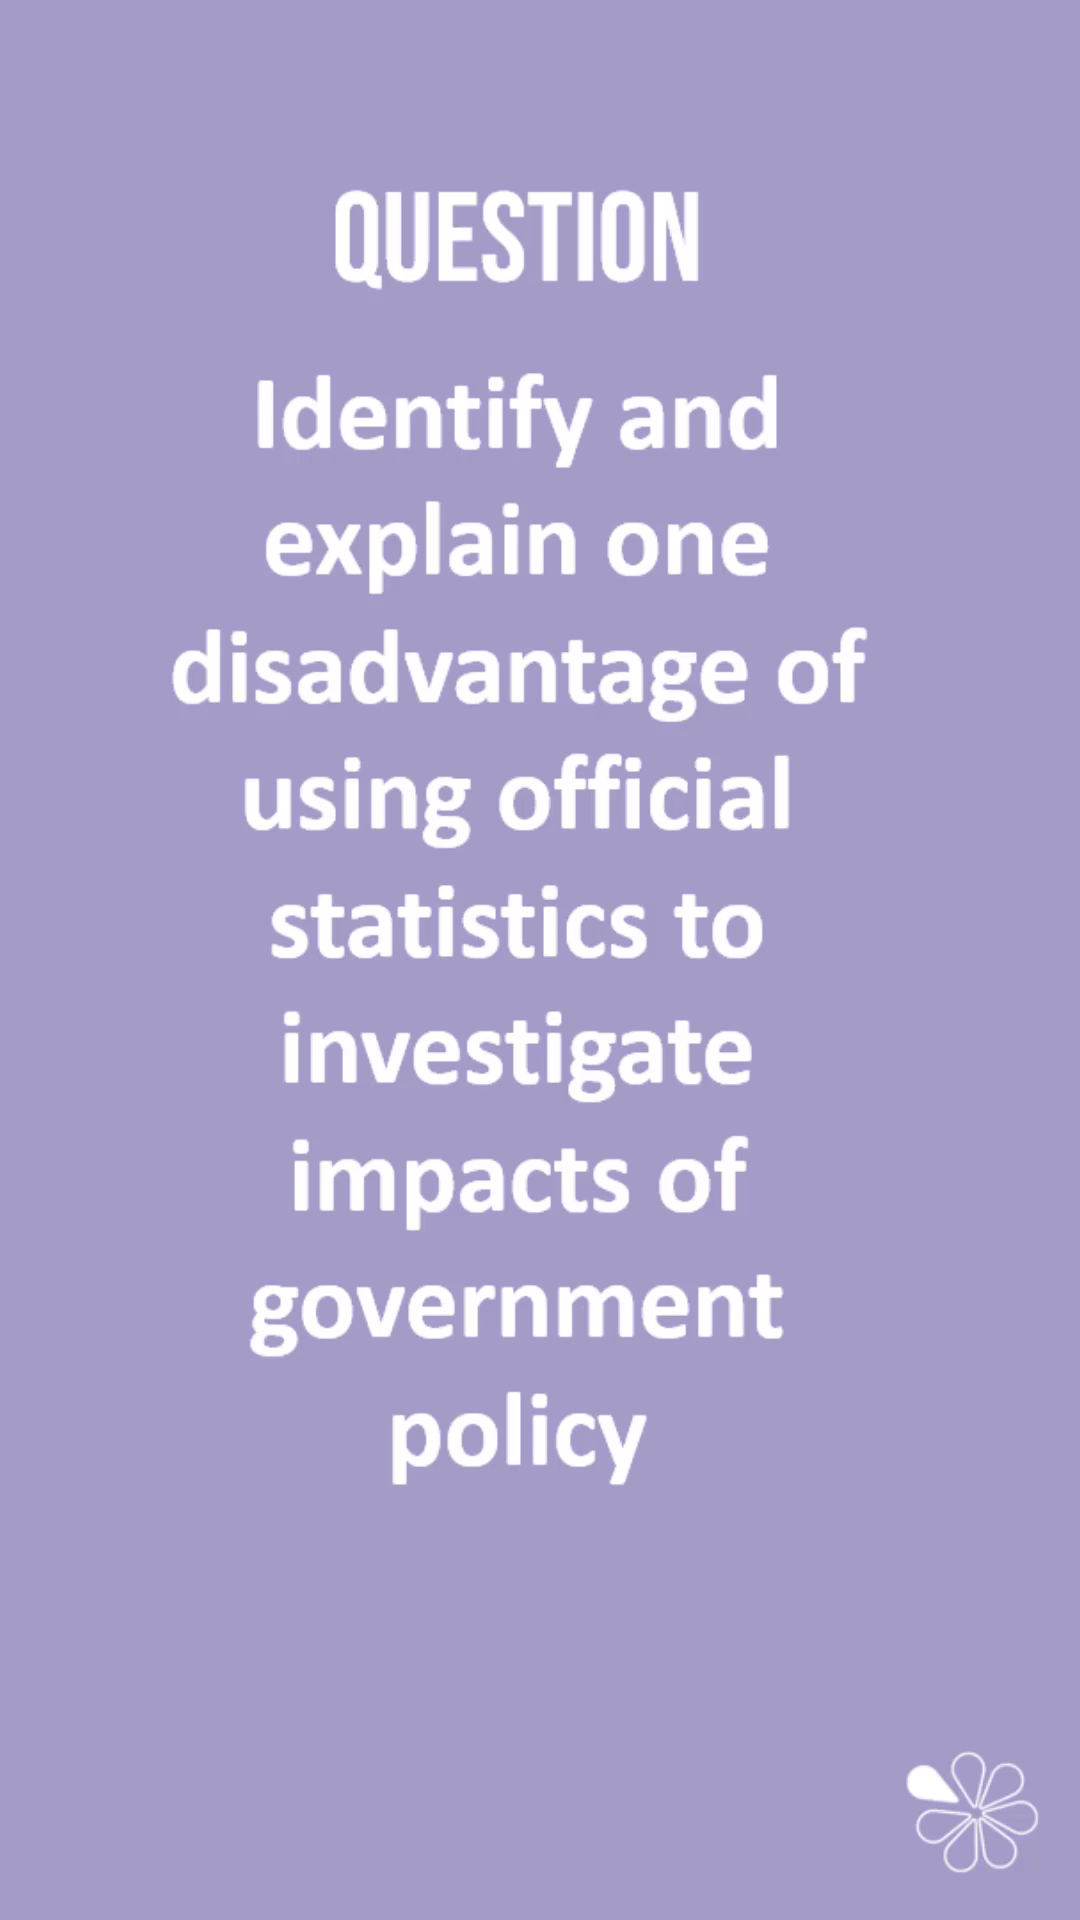 QUESTION
Identify and
explain one
disadvantage of
using official
statistics to
investigate
impacts of
government
policy